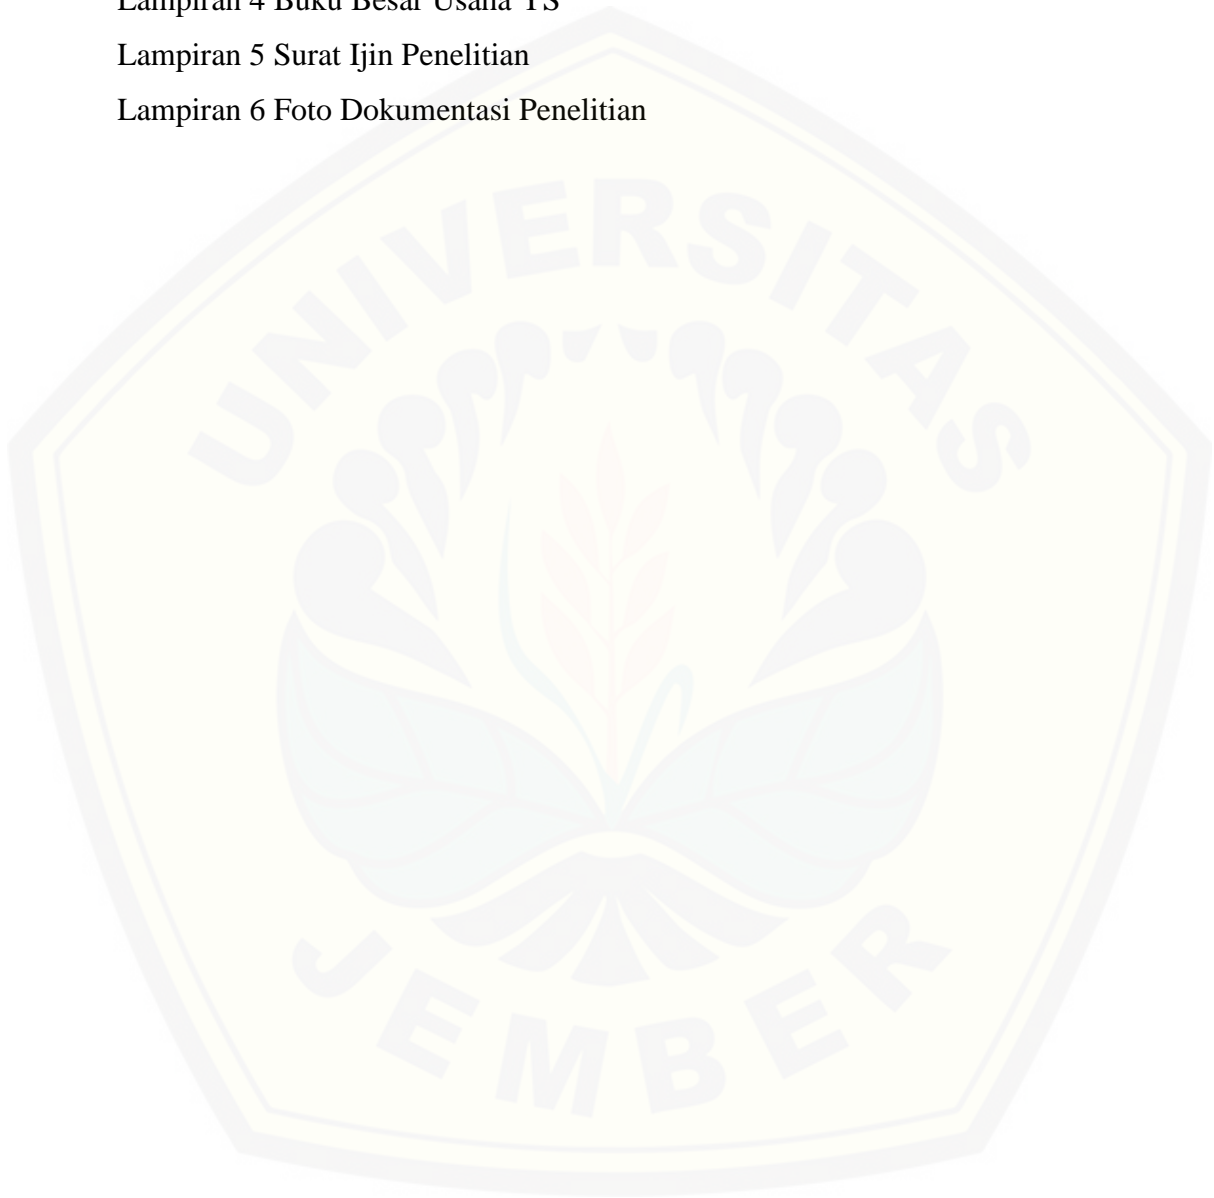 Lampiran 4 Buku Besar Usaha TS
Lampiran 5 Surat Ijin Penelitian
Lampiran 6 Foto Dokumentasi Penelitian
UNIVERSITAS
JEMBER